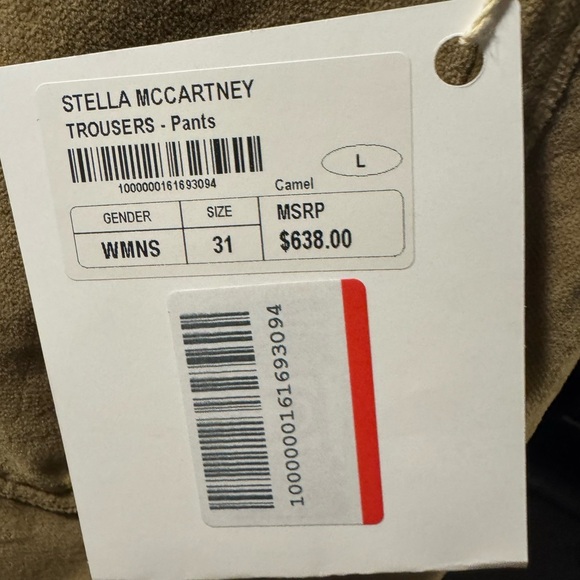 STELLA MCCARTNEY
TROUSERS - Pants
1000000161693094
L
Camel
GENDER
SIZE
MSRP
WMNS
31
$638.00
1000000161693094